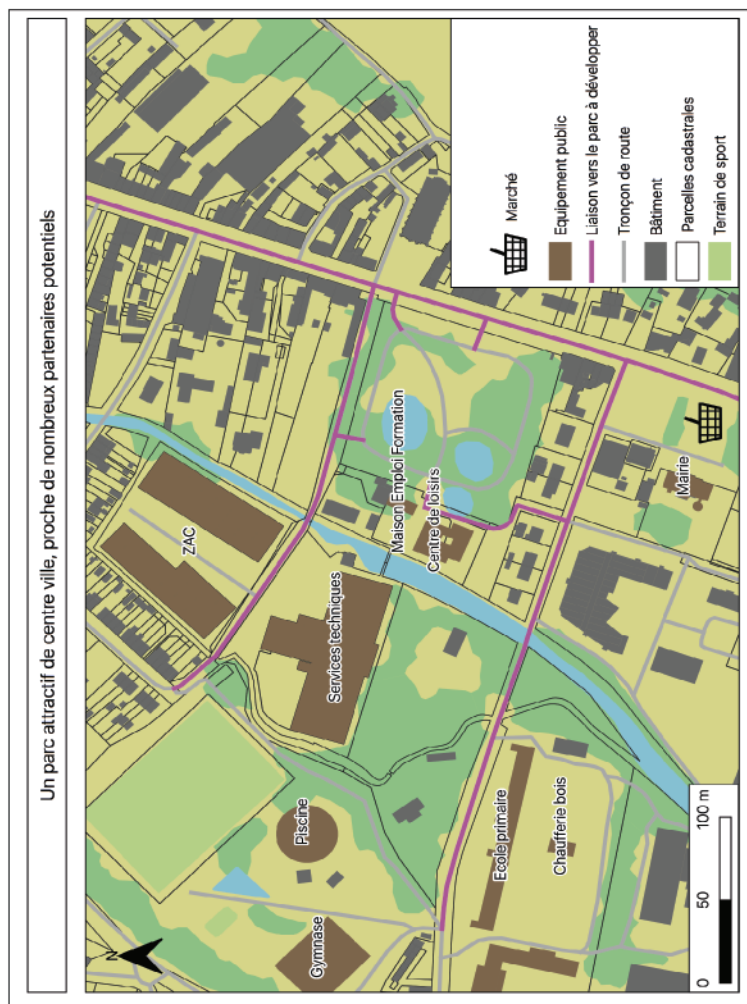 Un parc attractif de centre ville, proche de nombreux partenaires potentiels
N
ZAC
Services techniques
Piscine
Gymnase
Maison Emploi Formation
Centre de loisirs
Ecole primaire
Chaufferie bois
Mairie
0 50 100 m
Marché
Equipement public
Liaison vers le parc à développer
Tronçon de route
Bâtiment
Parcelles cadastrales
Terrain de sport